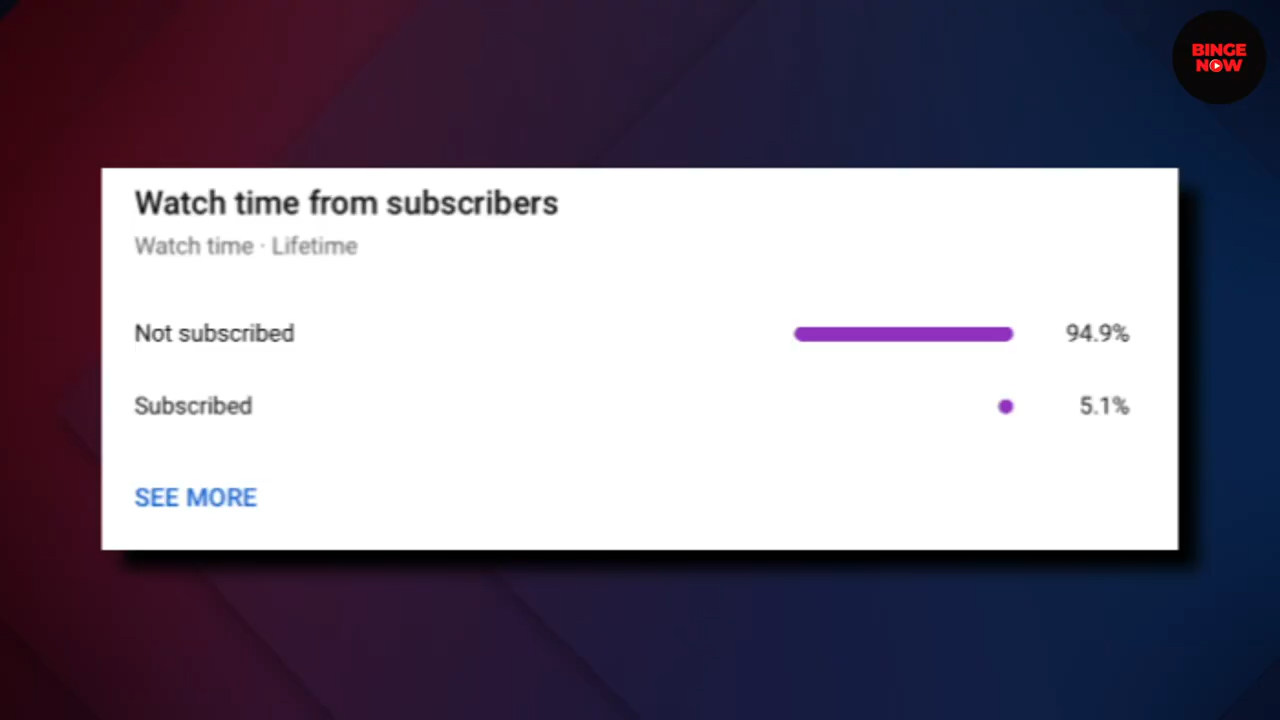 BINGE
NOW
Watch time from subscribers
Watch time · Lifetime
Not subscribed 94.9%
Subscribed 5.1%
SEE MORE